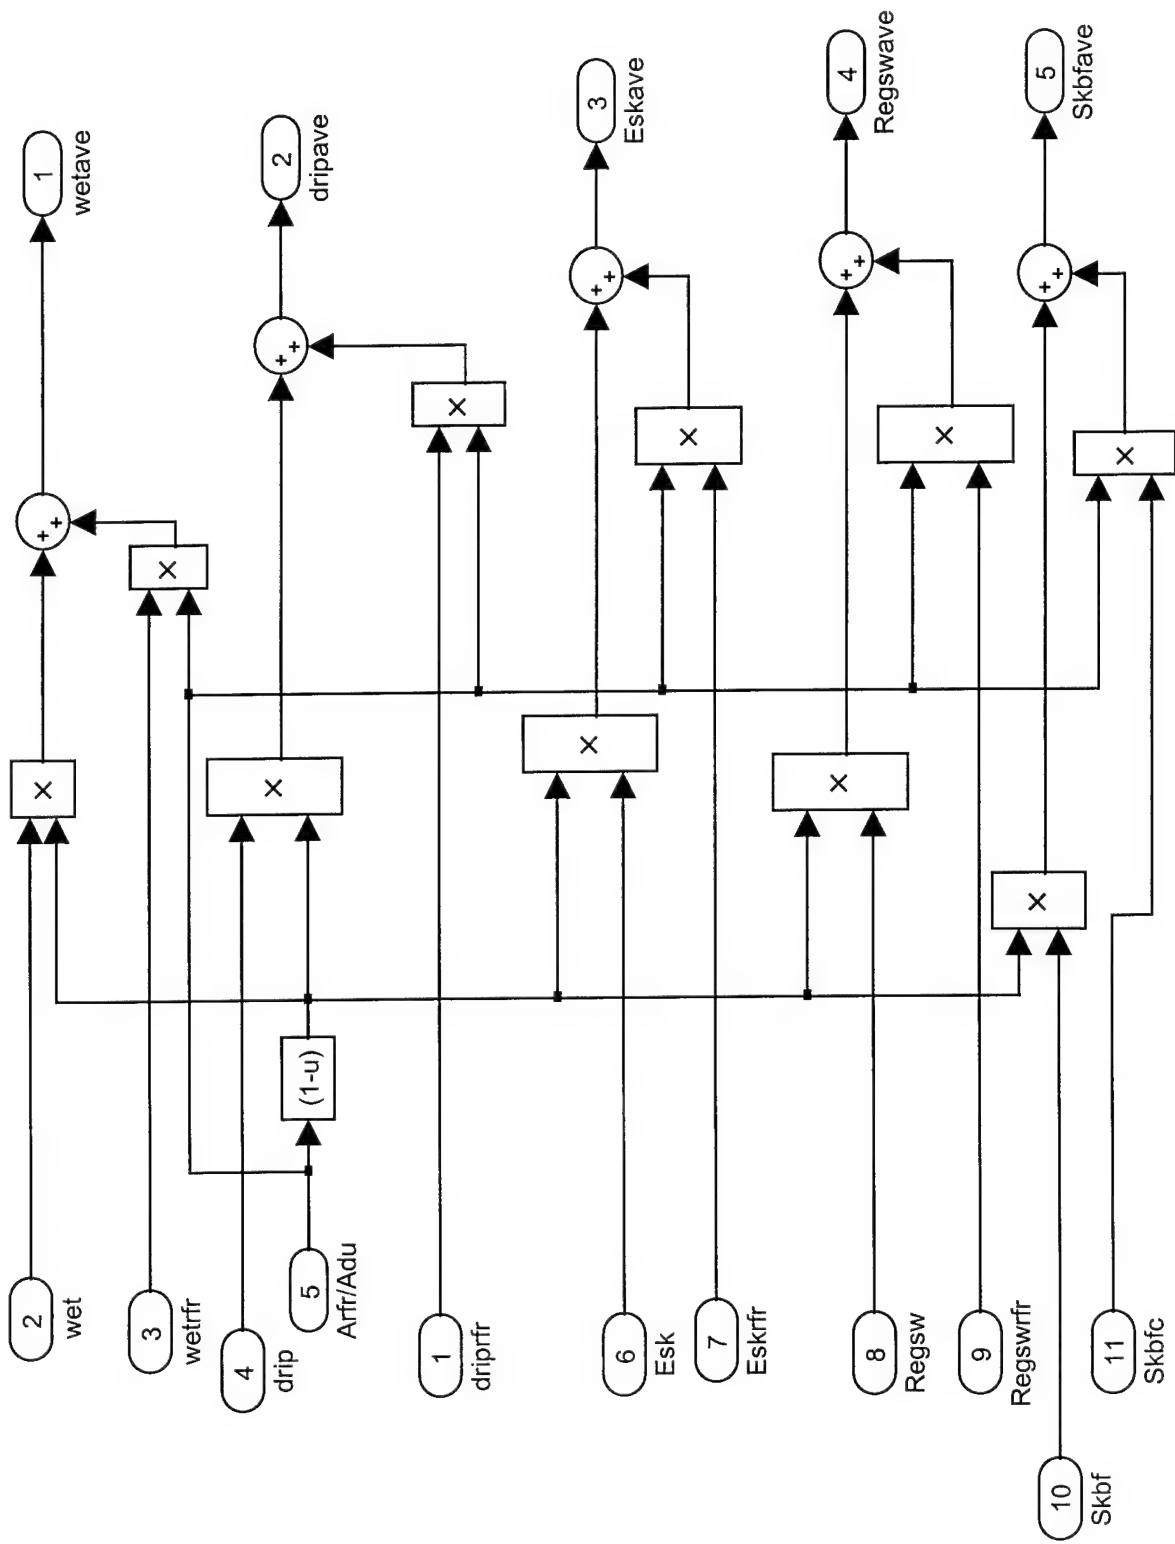 1
wetave
2
dripave
3
Eskave
4
Regswave
5
Skbfave
+
+
+
+
+
+
+
+
+
+
×
×
×
×
×
×
×
×
×
×
(1-u)
2
wet
3
wetrfr
4
drip
5
Arfr/Adu
1
driprfr
6
Esk
7
Eskrfr
8
Regsw
9
Regswrfr
11
Skbfc
10
Skbf